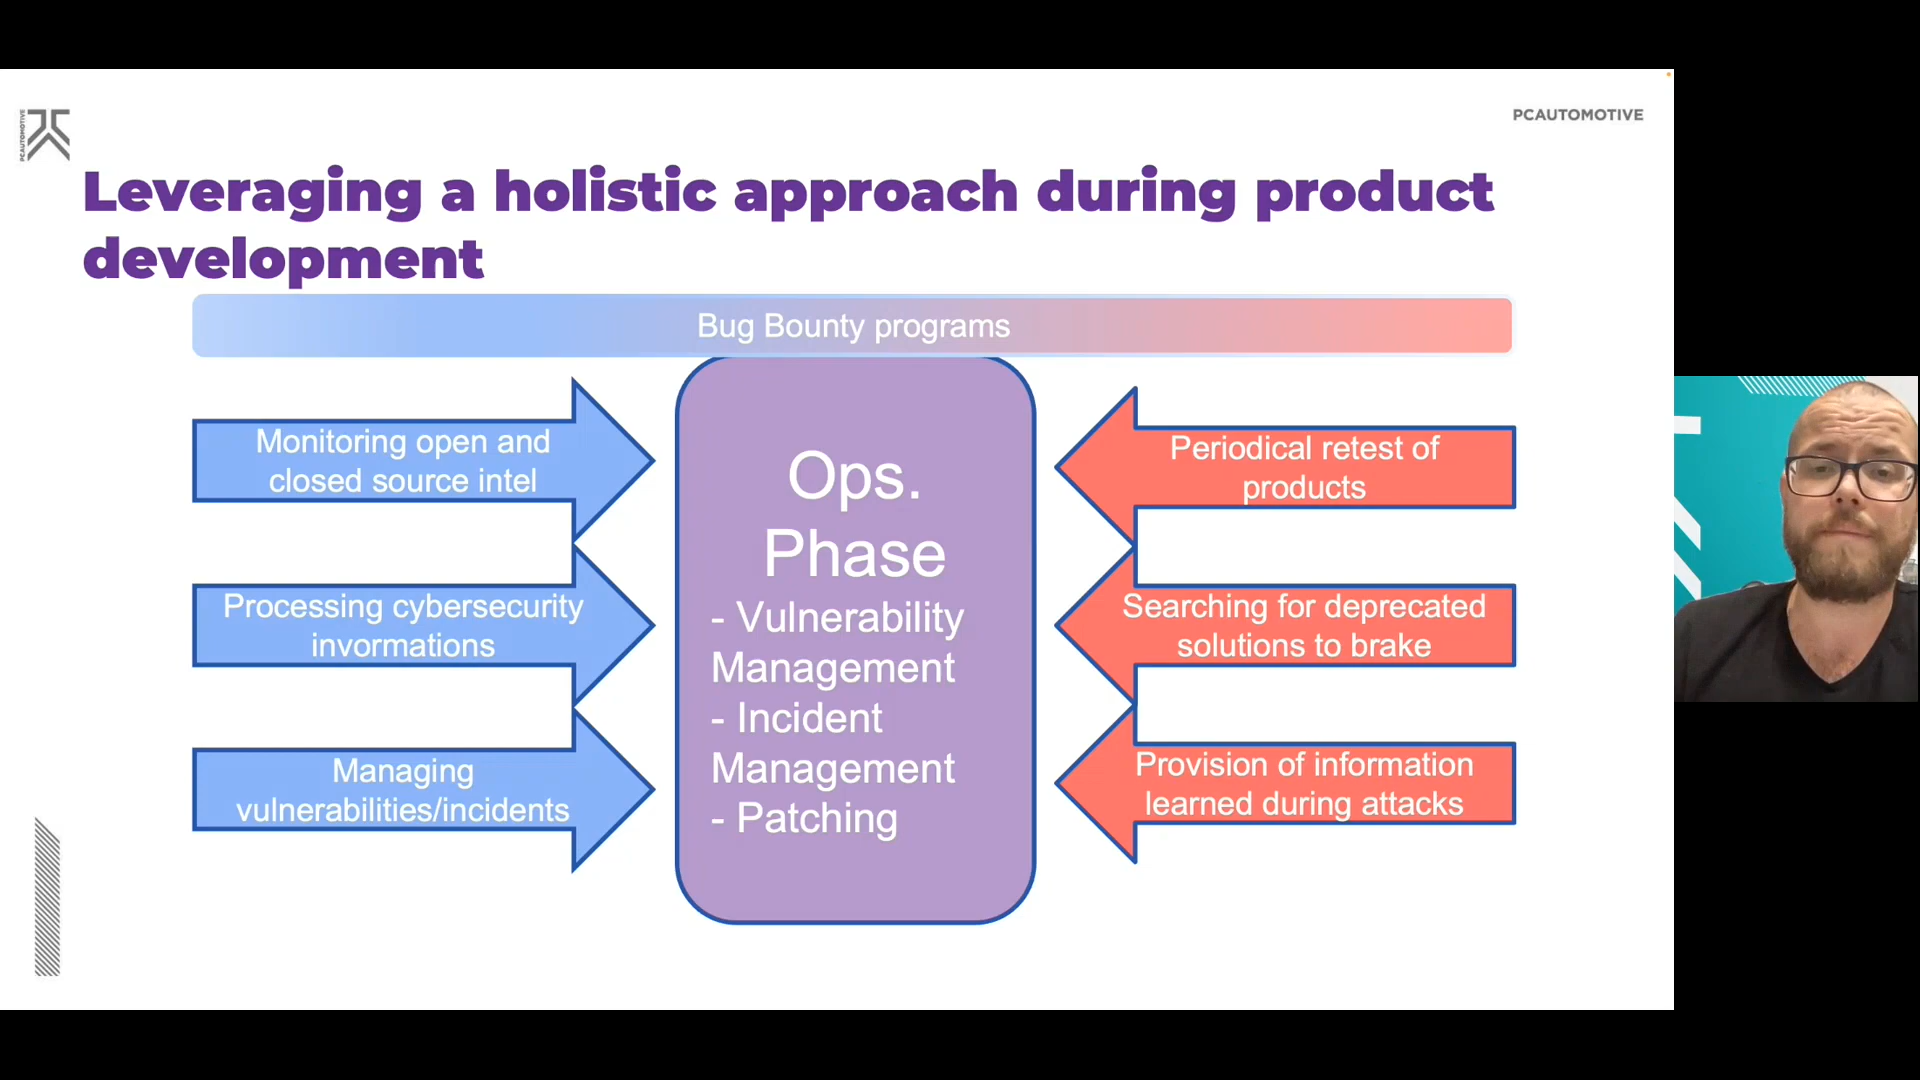 PCAUTOMOTIVE
PCAUTOMOTIVE
Leveraging a holistic approach during product
development
Bug Bounty programs
Monitoring open and
closed source intel
Processing cybersecurity
invormations
Managing
vulnerabilities/incidents
Ops.
Phase
- Vulnerability
Management
- Incident
Management
- Patching
Periodical retest of
products
Searching for deprecated
solutions to brake
Provision of information
learned during attacks